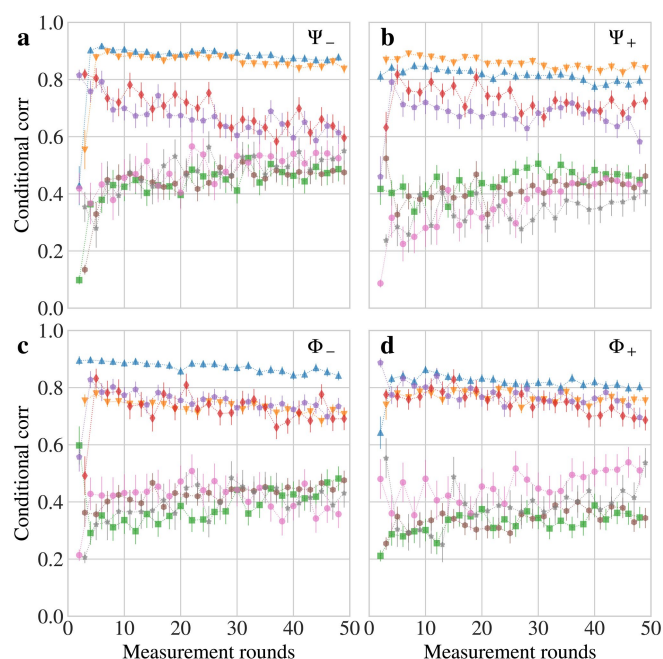 a Ψ₋ b Ψ₊
Conditional corr
1.0
0.8
0.6
0.4
0.2
0.0
c Φ₋ d Φ₊
Conditional corr
1.0
0.8
0.6
0.4
0.2
0.0
0 10 20 30 40 50 0 10 20 30 40 50
Measurement rounds Measurement rounds